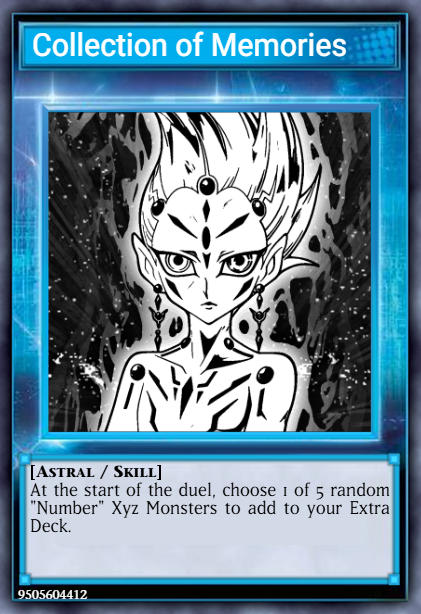 Collection of Memories
[Astral / Skill]
At the start of the duel, choose 1 of 5 random
"Number" Xyz Monsters to add to your Extra
Deck.
9505604412